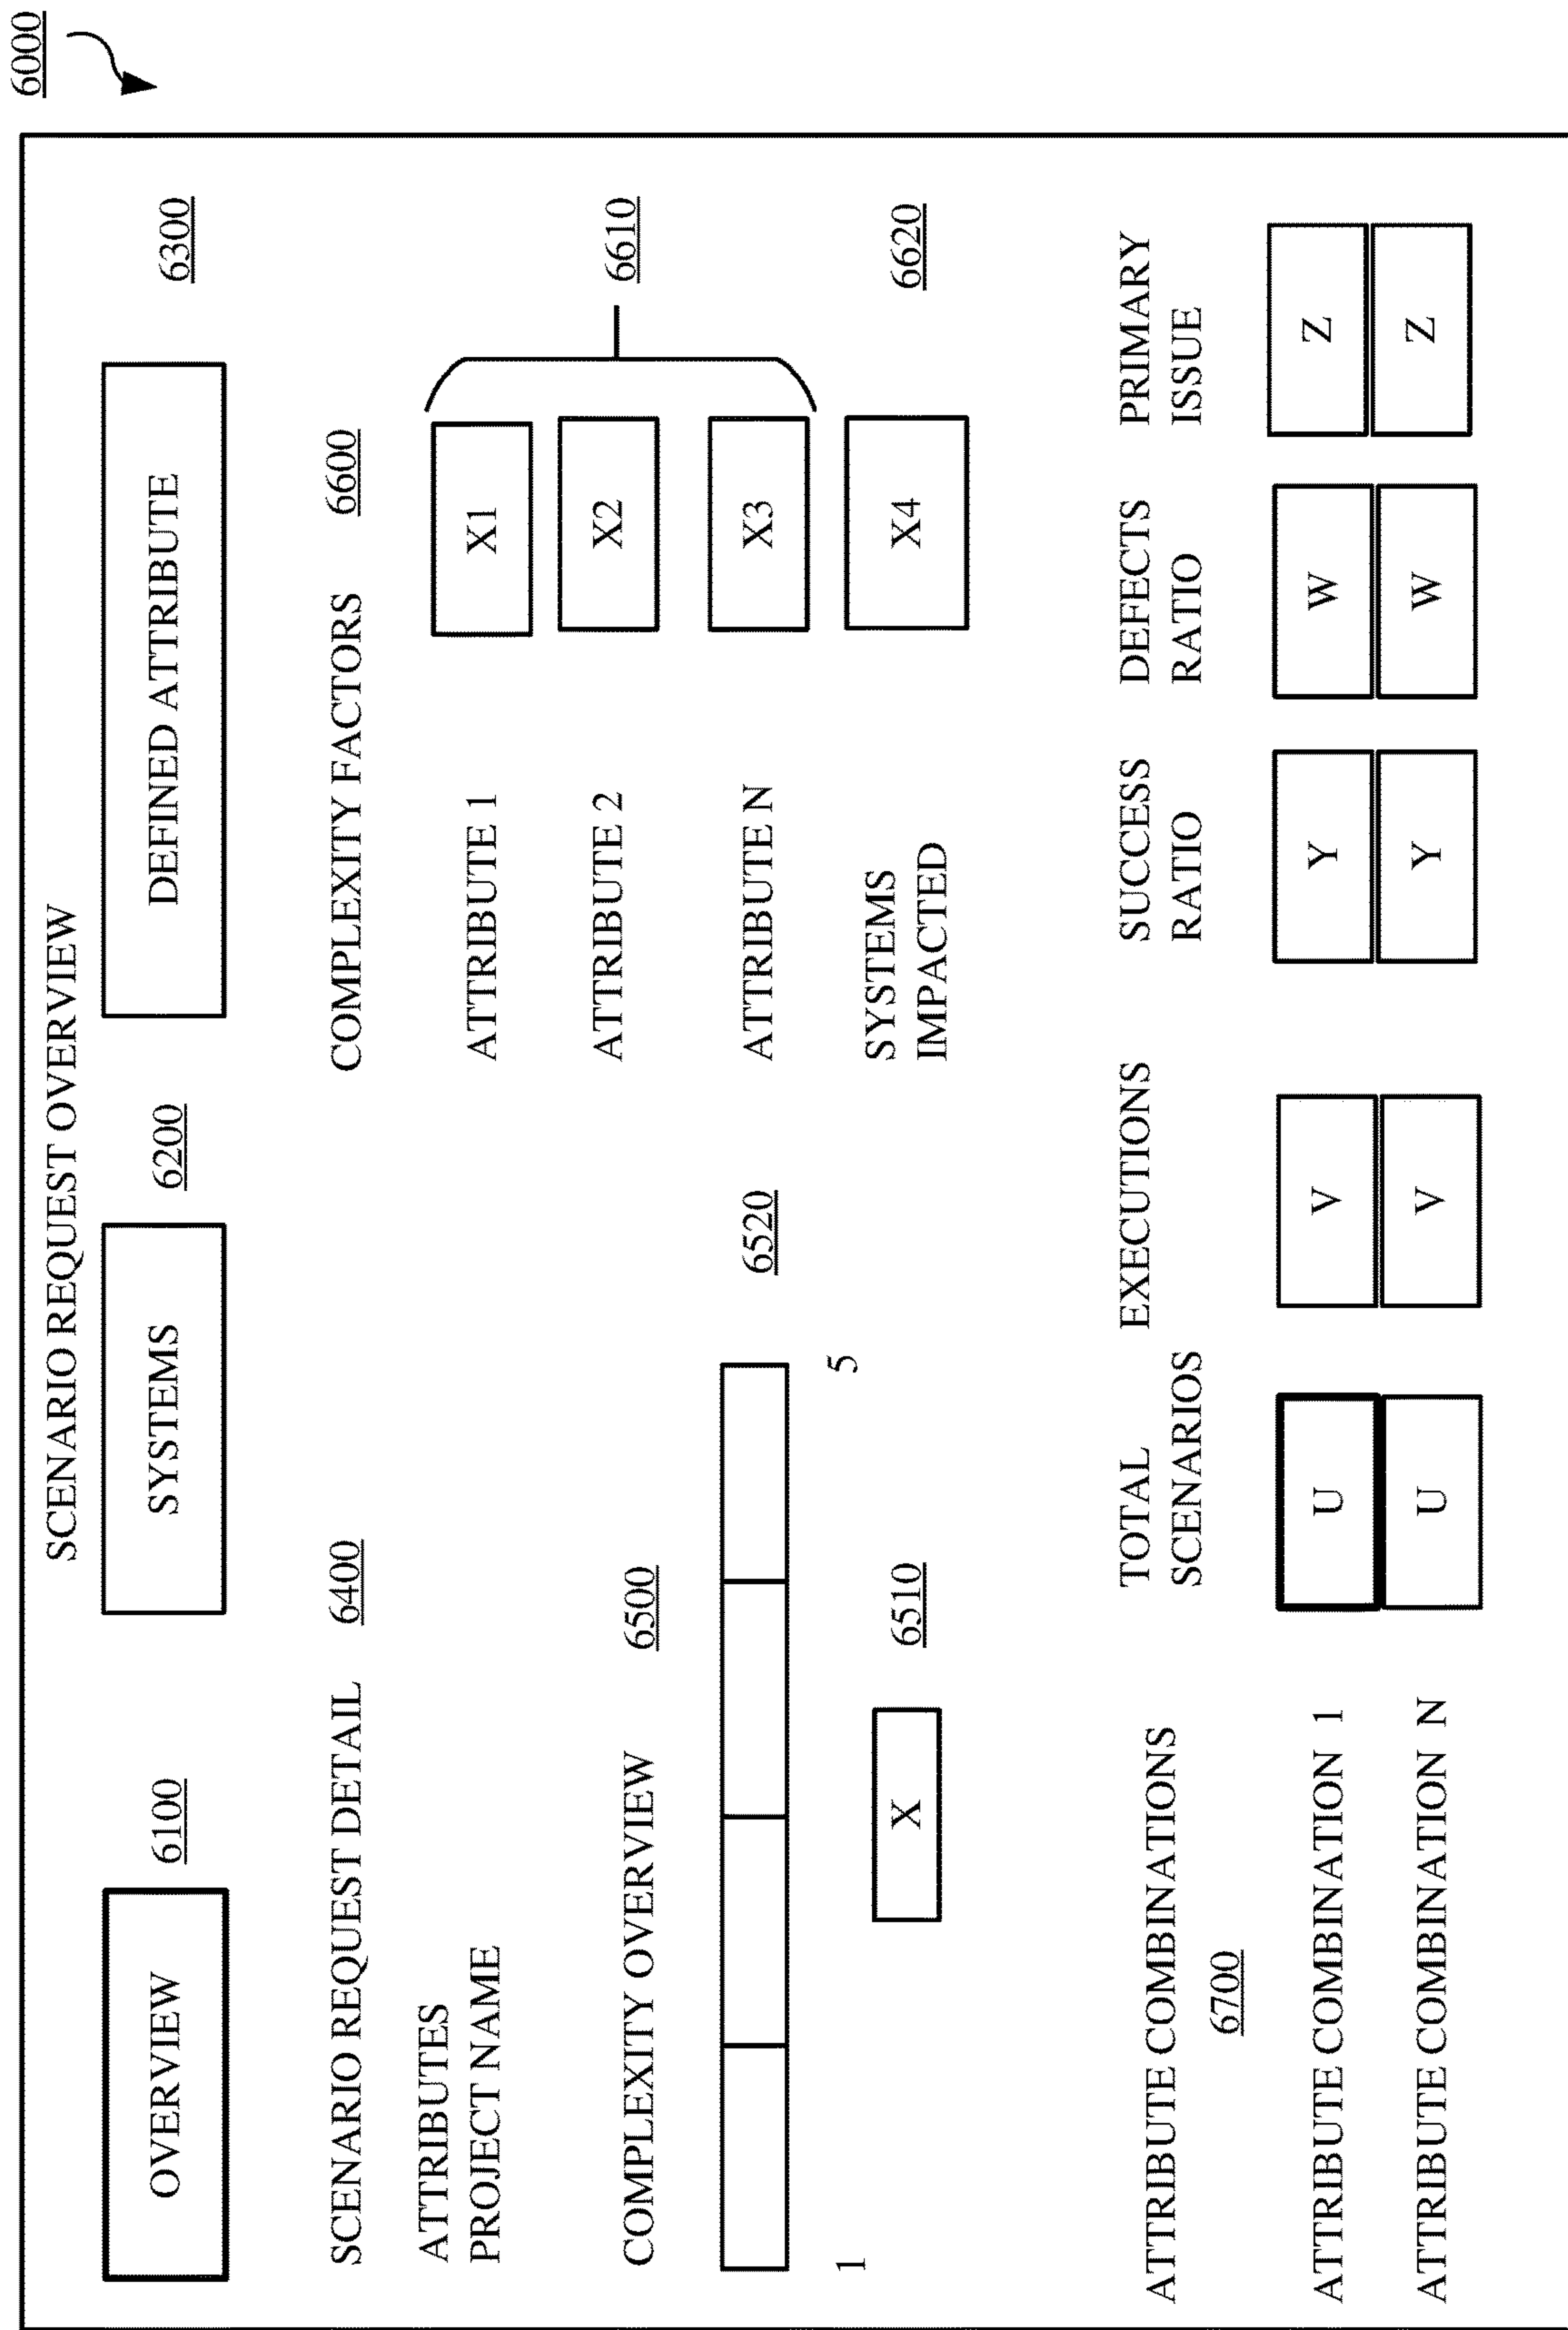 6000
SCENARIO REQUEST OVERVIEW
OVERVIEW 6100 SYSTEMS 6200 DEFINED ATTRIBUTE 6300
SCENARIO REQUEST DETAIL 6400
COMPLEXITY FACTORS 6600
ATTRIBUTES
PROJECT NAME
ATTRIBUTE 1 X1
ATTRIBUTE 2 X2
6610
COMPLEXITY OVERVIEW 6500
6520
ATTRIBUTE N X3
1 5
X 6510
SYSTEMS
IMPACTED
X4 6620
ATTRIBUTE COMBINATIONS
6700
TOTAL
SCENARIOS
EXECUTIONS
SUCCESS
RATIO
DEFECTS
RATIO
PRIMARY
ISSUE
ATTRIBUTE COMBINATION 1 U V Y W Z
ATTRIBUTE COMBINATION N U V Y W Z